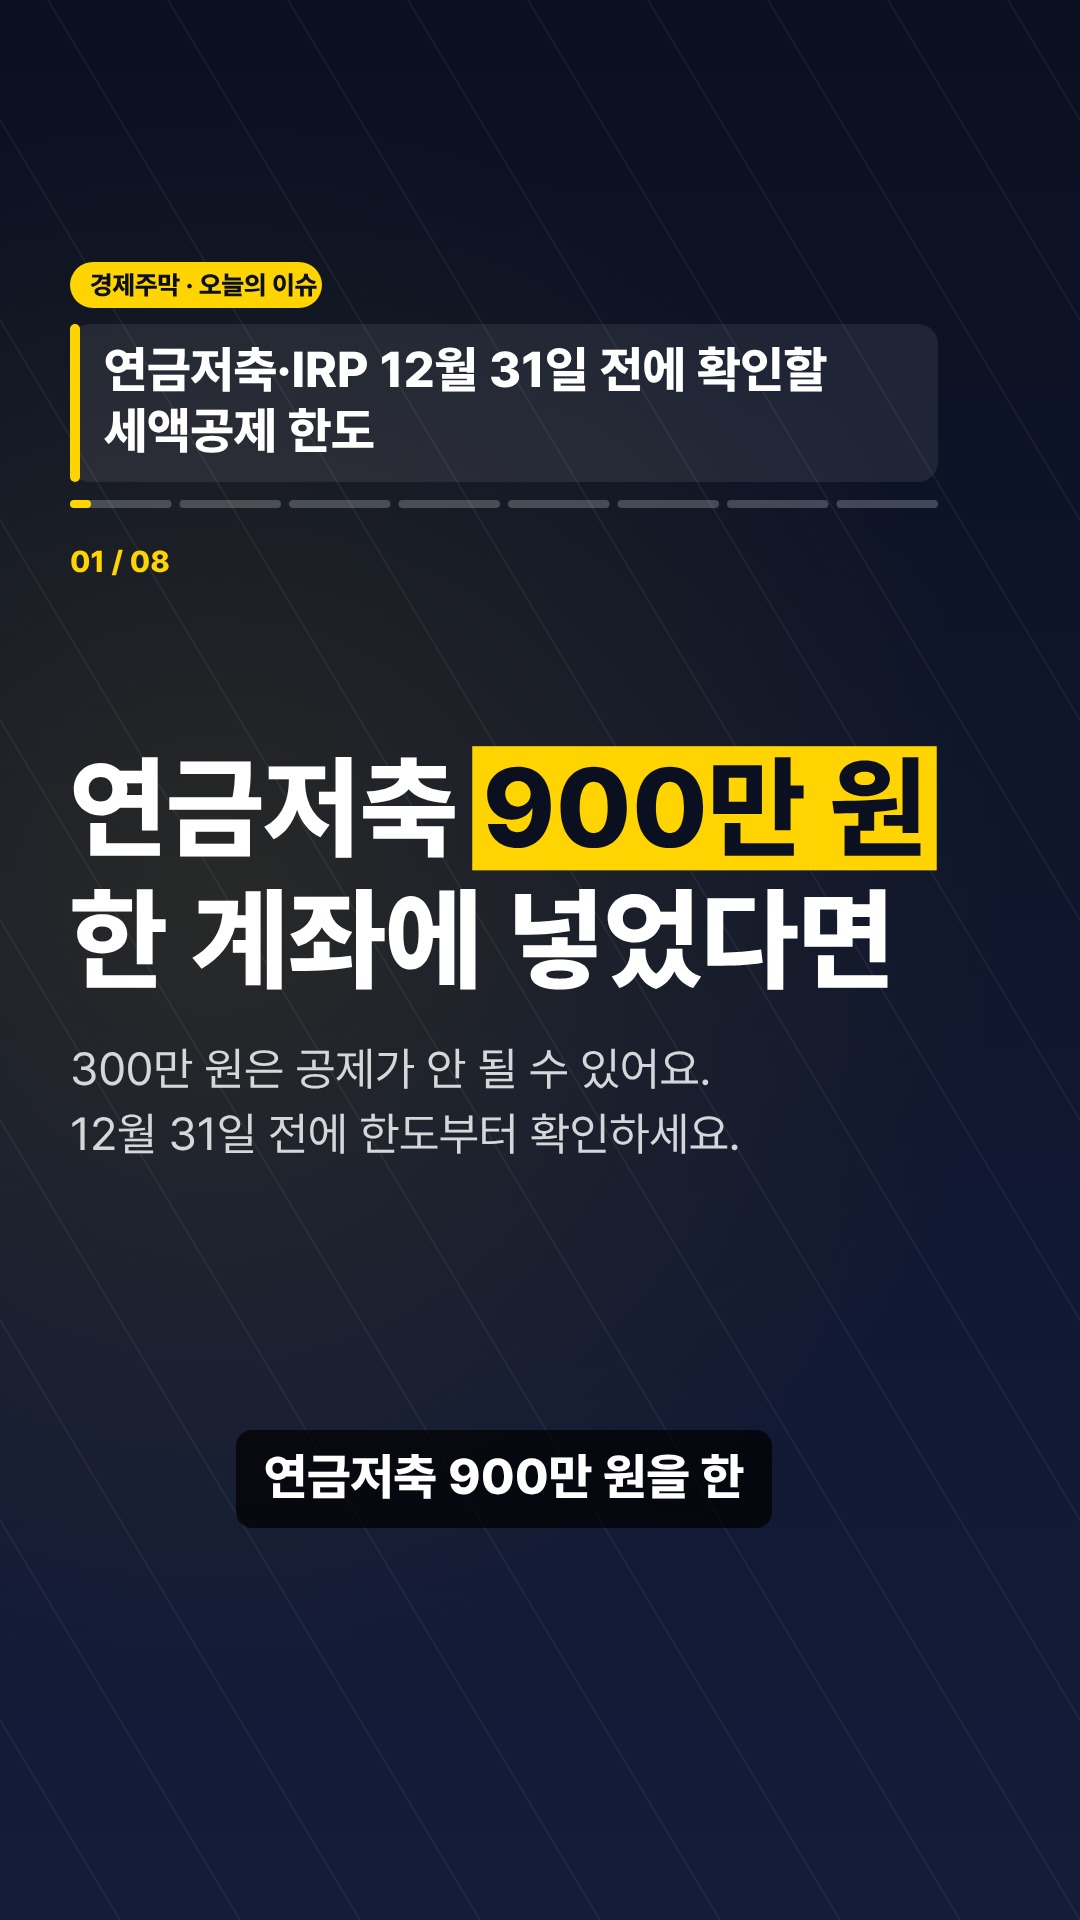 경제주막 · 오늘의 이슈
연금저축·IRP 12월 31일 전에 확인할
세액공제 한도
01 / 08
연금저축 900만 원
한 계좌에 넣었다면
300만 원은 공제가 안 될 수 있어요.
12월 31일 전에 한도부터 확인하세요.
연금저축 900만 원을 한